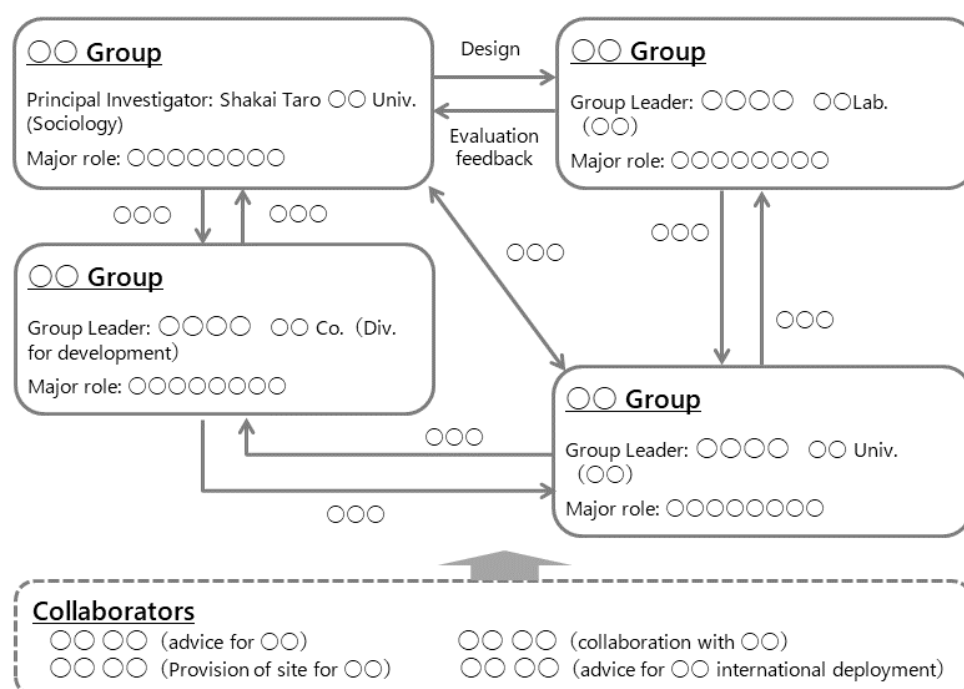 ○○ Group
Principal Investigator: Shakai Taro ○○ Univ.
(Sociology)
Major role: ○○○○○○○○
Design
Evaluation
feedback
○○ Group
Group Leader: ○○○○ ○○Lab.
（○○）
Major role: ○○○○○○○○
○○○
○○○
○○○
○○○
○○○
○○ Group
Group Leader: ○○○○ ○○ Co.（Div.
for development）
Major role: ○○○○○○○○
○○○
○○○
○○ Group
Group Leader: ○○○○ ○○ Univ.
（○○）
Major role: ○○○○○○○○
Collaborators
○○ ○○（advice for ○○）
○○ ○○（collaboration with ○○）
○○ ○○（Provision of site for ○○）
○○ ○○（advice for ○○ international deployment）